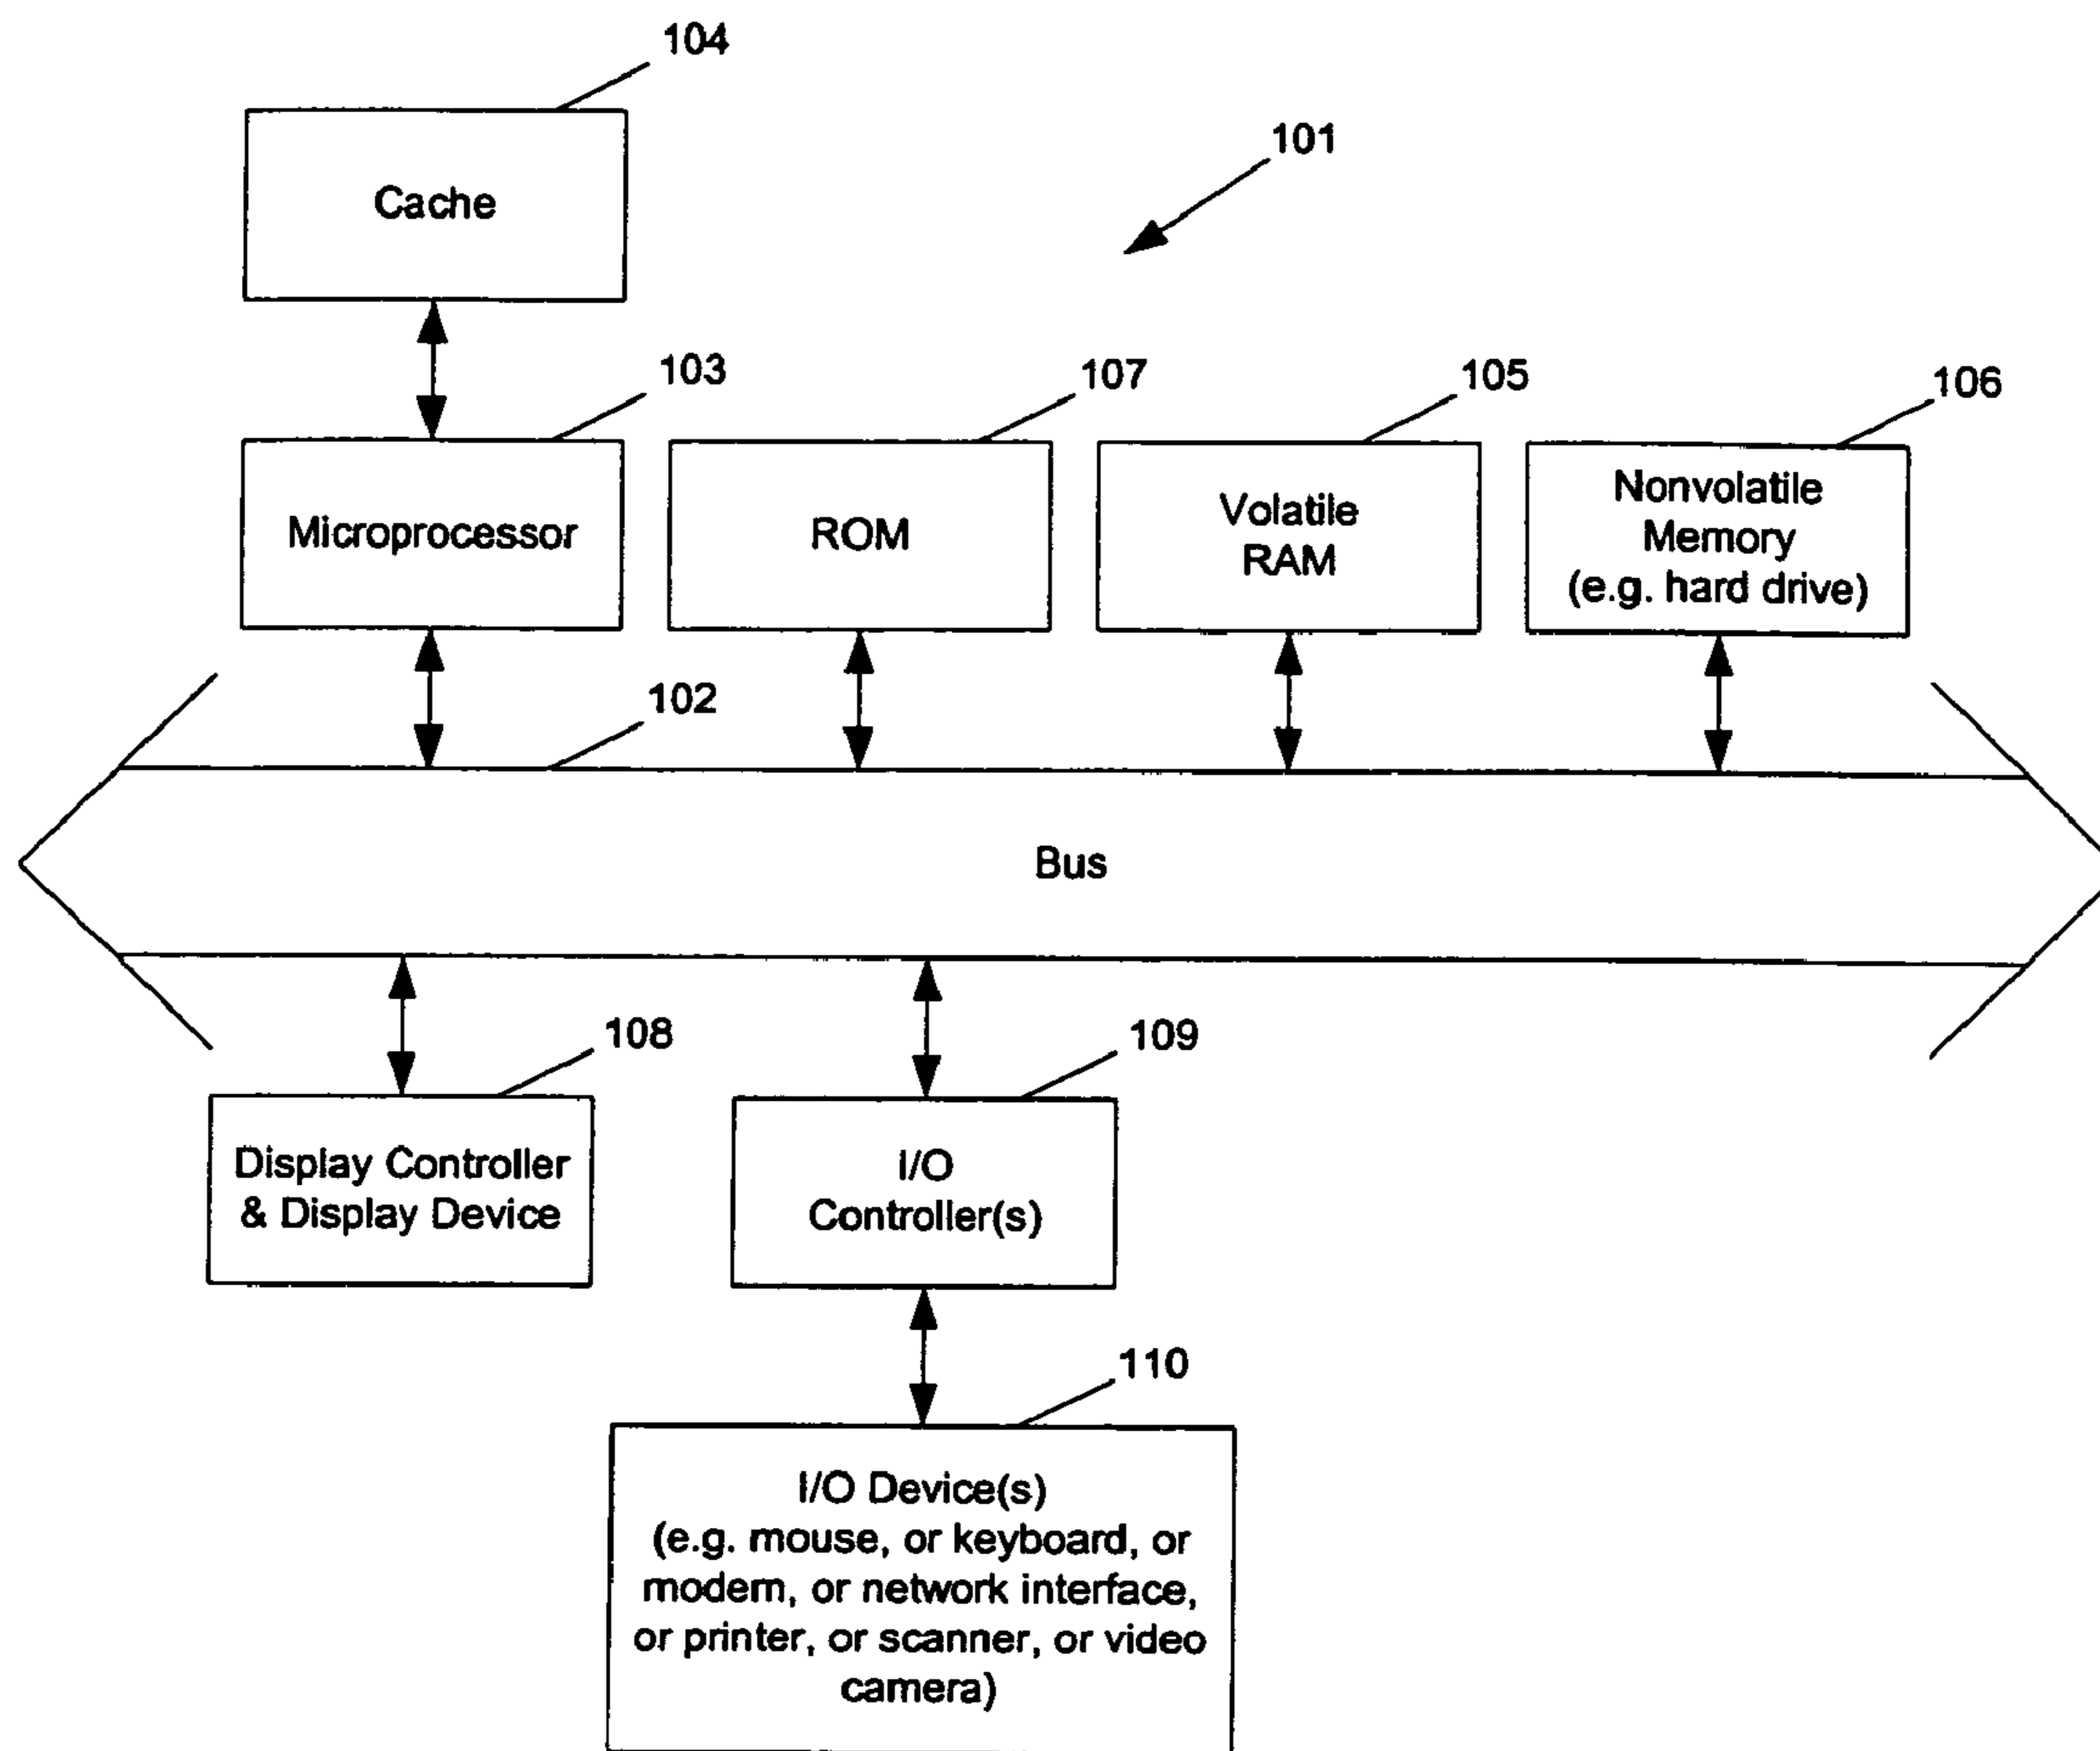 104
101
Cache
103
107
105
106
Microprocessor
ROM
Volatile
RAM
Nonvolatile
Memory
(e.g. hard drive)
102
Bus
108
109
Display Controller
& Display Device
I/O
Controller(s)
110
I/O Device(s)
(e.g. mouse, or keyboard, or
modem, or network interface,
or printer, or scanner, or video
camera)